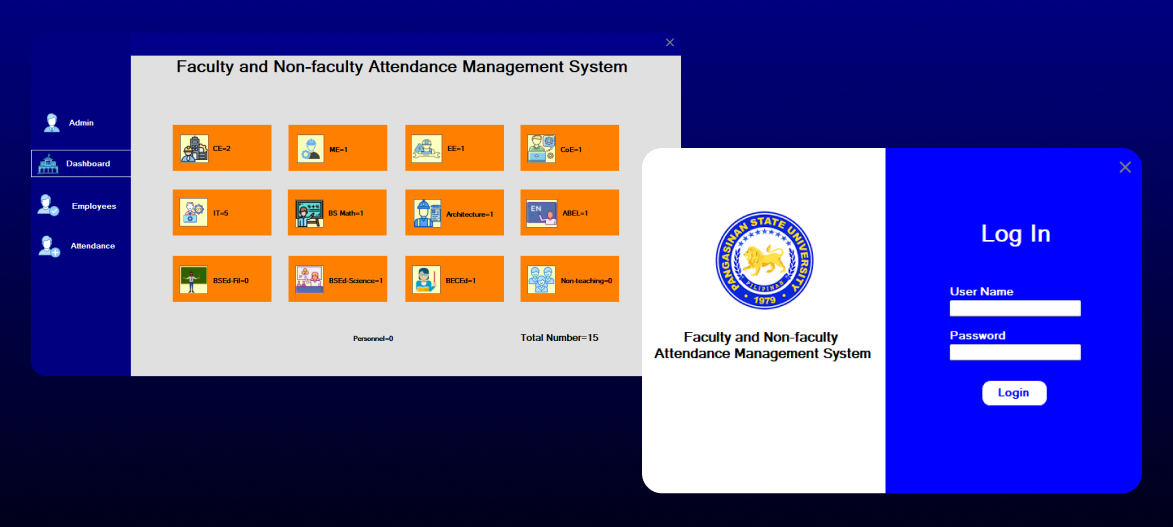 Faculty and Non-faculty Attendance Management System
Admin
Dashboard
Employees
Attendance
CE=2
ME=1
EE=1
CoE=1
IT=5
BS Math=1
Architecture=1
EN
ABEL=1
BSEd-Fil=0
BSEd-Science=1
BECEd=1
Non-teaching=0
Personnel=0
Total Number=15
PANGASINAN STATE UNIVERSITY
PILIPINAS
1979
Faculty and Non-faculty
Attendance Management System
Log In
User Name
Password
Login